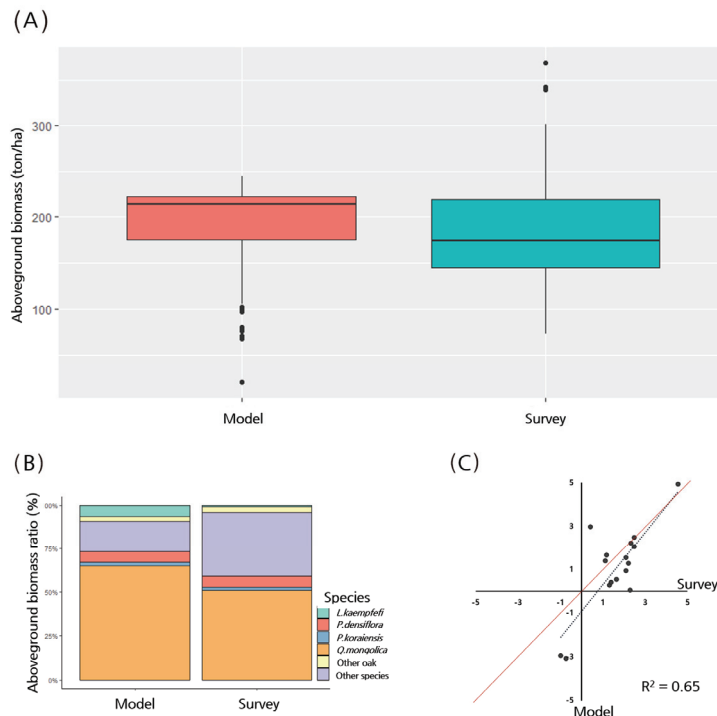 (A)
Aboveground biomass (ton/ha)
300
200
100
Model
Survey
(B)
Aboveground biomass ratio (%)
00%
75%
50%
25%
0%
Model
Survey
Species
L.kaempfefi
P.densiflora
P.koraiensis
Q.mongolica
Other oak
Other species
(C)
5
3
1
Survey
-5
-3
-1
1
3
5
-3
-5
R² = 0.65
Model